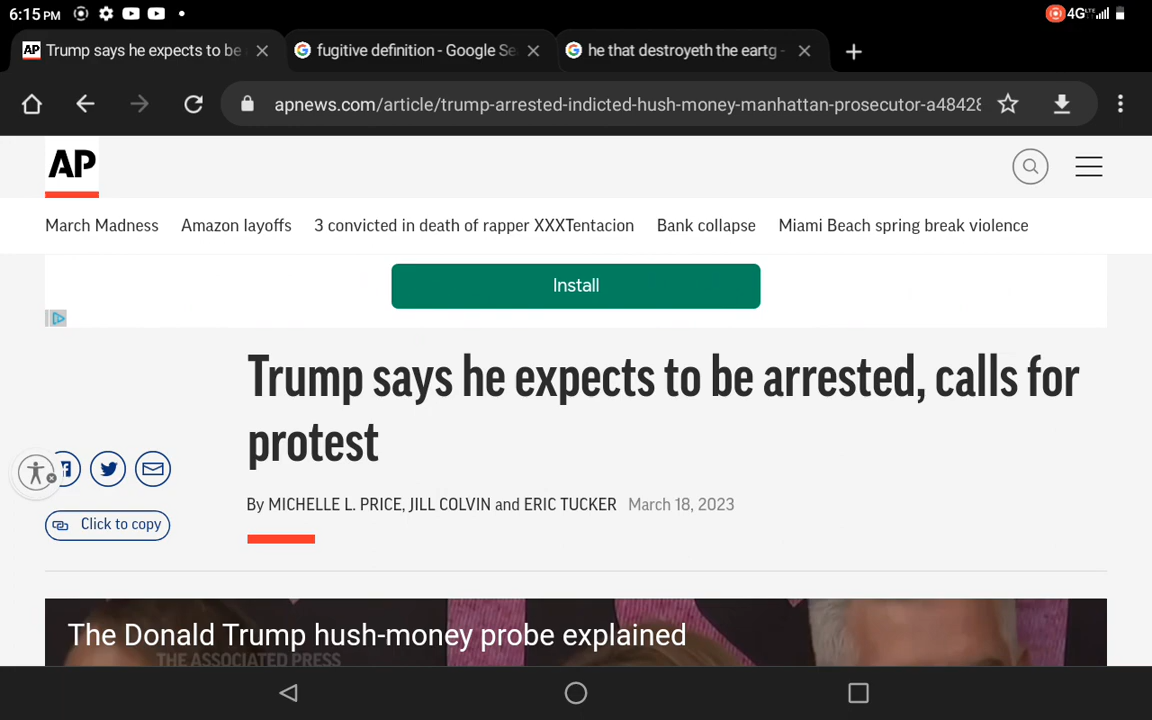 6:15 PM
4G LTE
AP Trump says he expects to be
fugitive definition - Google Se
he that destroyeth the eartg -
apnews.com/article/trump-arrested-indicted-hush-money-manhattan-prosecutor-a4842
AP
March Madness Amazon layoffs 3 convicted in death of rapper XXXTentacion Bank collapse Miami Beach spring break violence
Install
Trump says he expects to be arrested, calls for
protest
By MICHELLE L. PRICE, JILL COLVIN and ERIC TUCKER March 18, 2023
Click to copy
The Donald Trump hush-money probe explained
THE ASSOCIATED PRESS